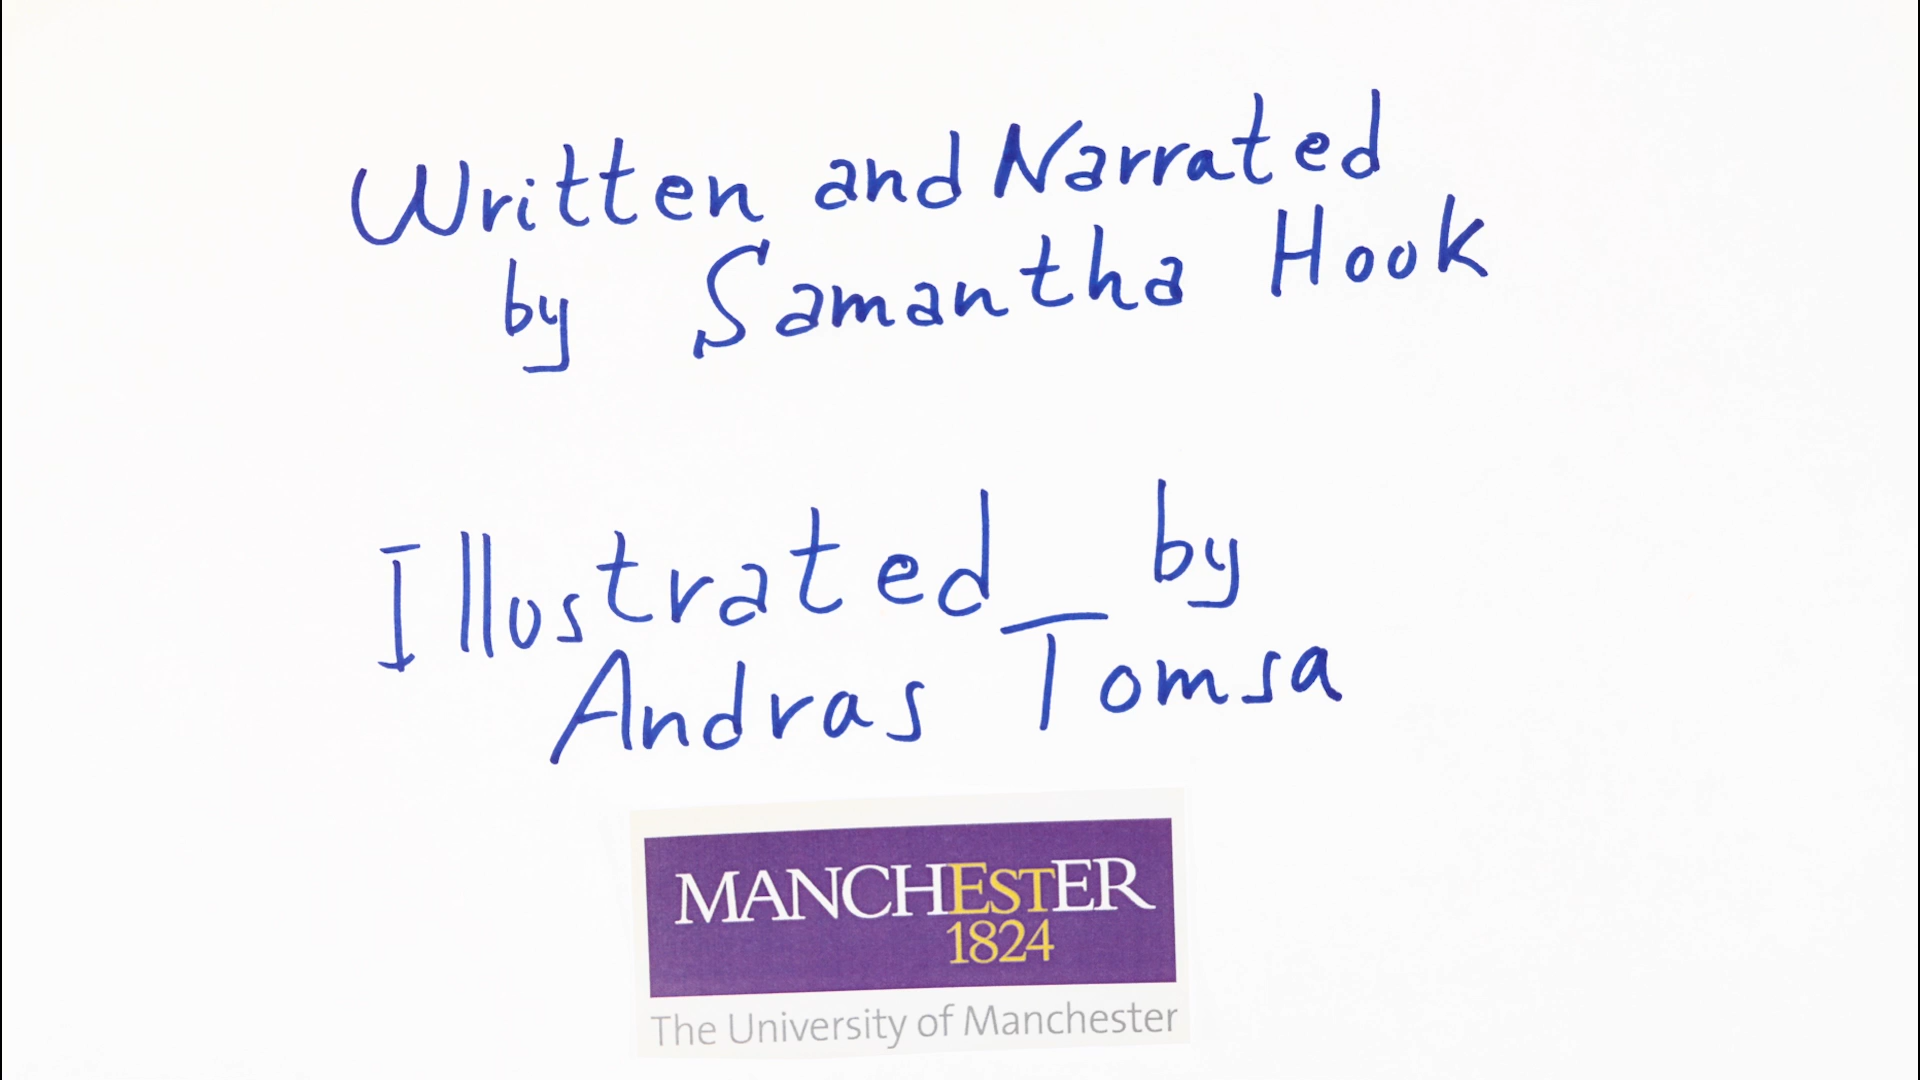 Written and Narrated
by Samantha Hook
Illustrated by
Andras Tomsa
MANCHESTER
1824
The University of Manchester